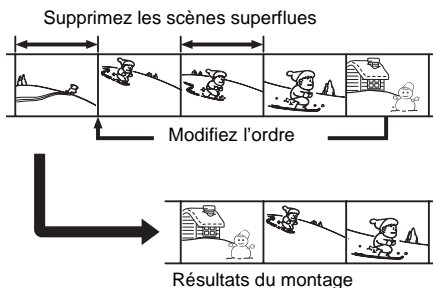 Supprimez les scènes superflues
Modifiez l'ordre
Résultats du montage